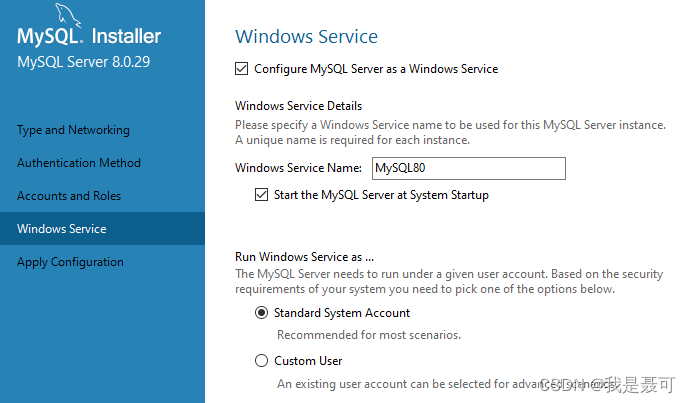 MySQL. Installer
MySQL Server 8.0.29
Type and Networking
Authentication Method
Accounts and Roles
Windows Service
Apply Configuration
Windows Service
Configure MySQL Server as a Windows Service
Windows Service Details
Please specify a Windows Service name to be used for this MySQL Server instance.
A unique name is required for each instance.
Windows Service Name: MySQL80
Start the MySQL Server at System Startup
Run Windows Service as ...
The MySQL Server needs to run under a given user account. Based on the security
requirements of your system you need to pick one of the options below.
Standard System Account
Recommended for most scenarios.
Custom User
An existing user account can be selected for advanced scenarios.
CSDN @我是聂可